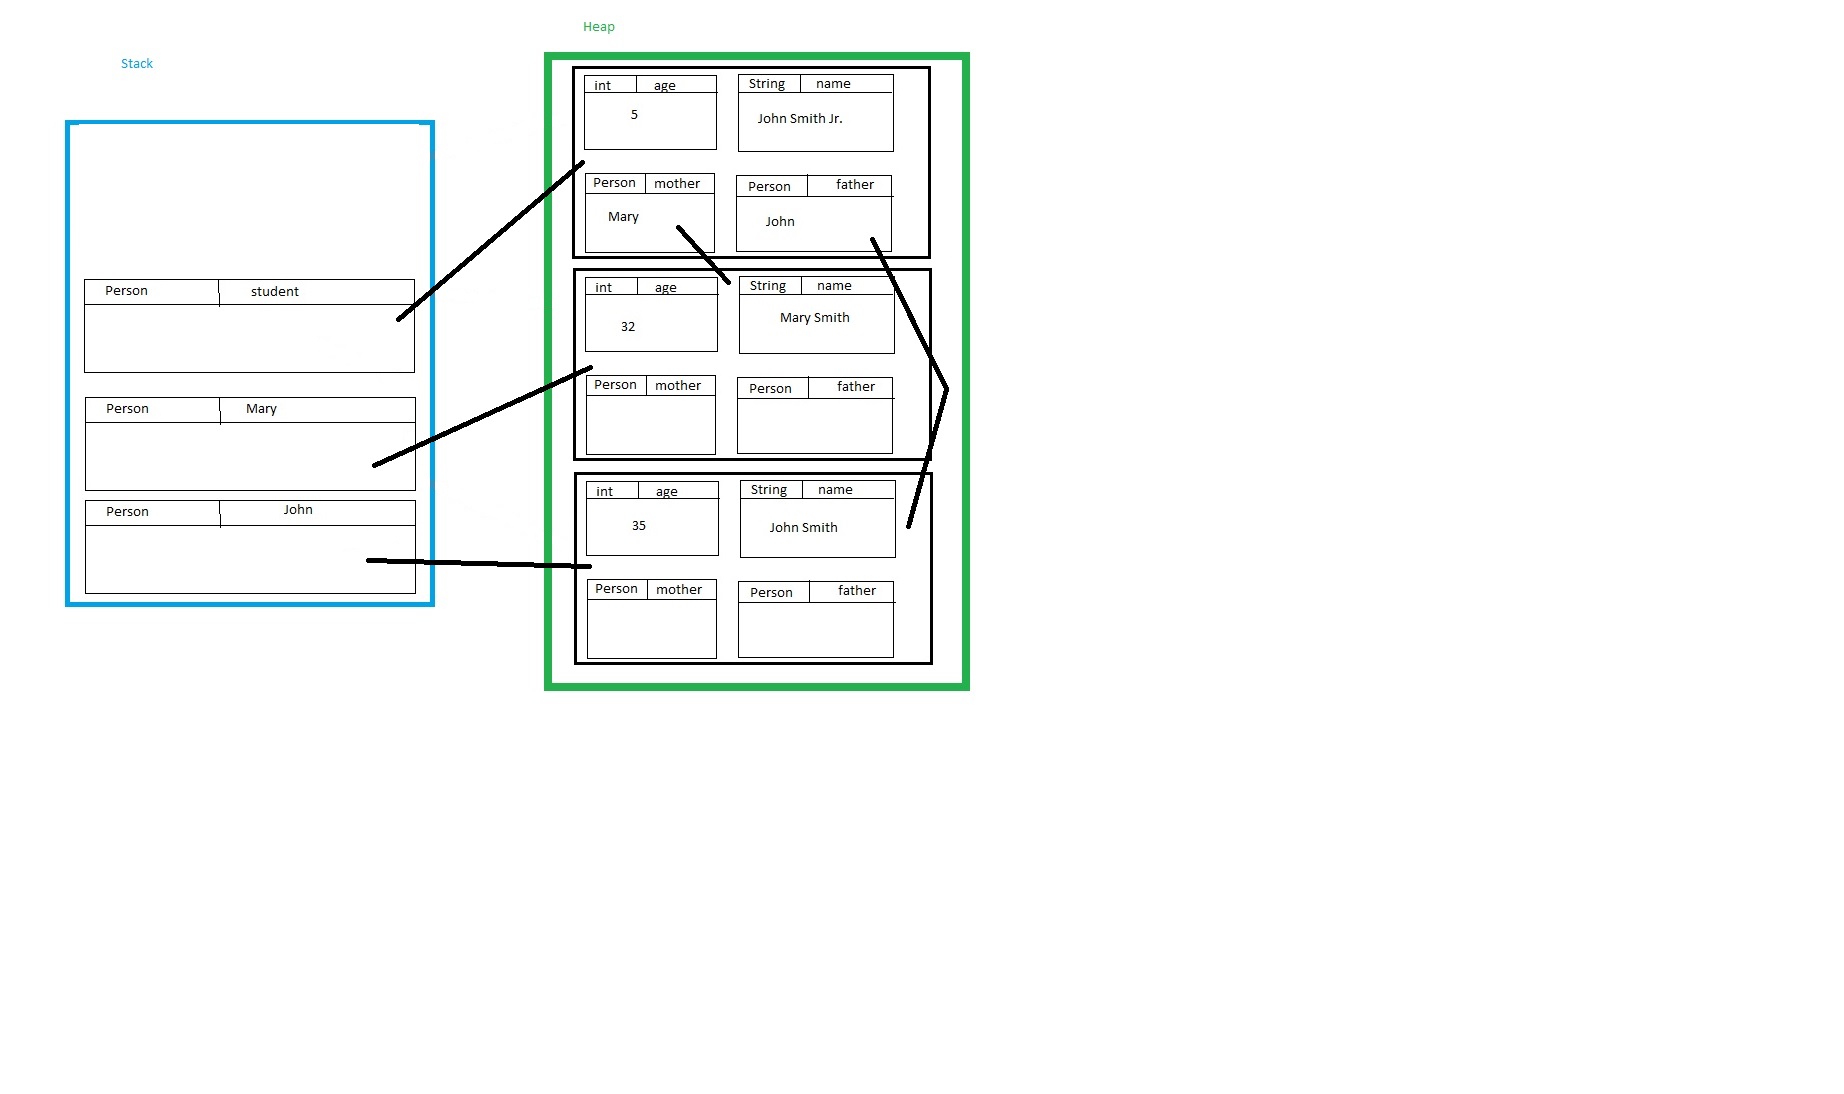 Heap
Stack
Person student
Person Mary
Person John
int age String name
5 John Smith Jr.
Person mother Person father
Mary John
int age String name
32 Mary Smith
Person mother Person father
int age String name
35 John Smith
Person mother Person father